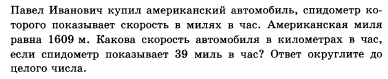 Павел Иванович купил американский автомобиль, спидометр ко-
торого показывает скорость в милях в час. Американская миля
равна 1609 м. Какова скорость автомобиля в километрах в час,
если спидометр показывает 39 миль в час? Ответ округлите до
целого числа.